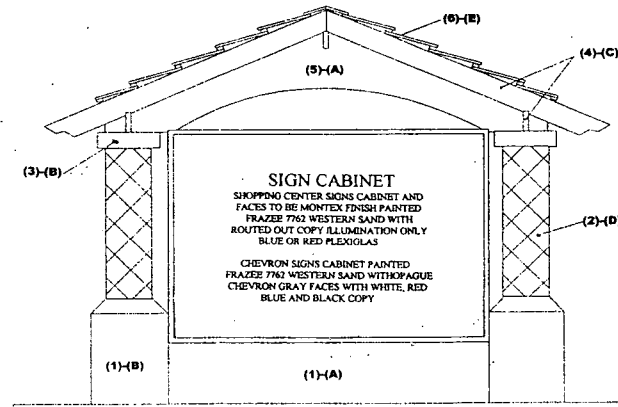 (6)-(E)
(4)-(C)
(5)-(A)
(3)-(B)
SIGN CABINET
SHOPPING CENTER SIGNS CABINET AND
FACES TO BE MONTEX FINISH PAINTED
FRAZEE 7762 WESTERN SAND WITH
ROUTED OUT COPY ILLUMINATION ONLY
BLUE OR RED PLEXIGLAS
(2)-(D)
CHEVRON SIGNS CABINET PAINTED
FRAZEE 7762 WESTERN SAND WITHOPAGUE
CHEVRON GRAY FACES WITH WHITE, RED
BLUE AND BLACK COPY
(1)-(B)
(1)-(A)